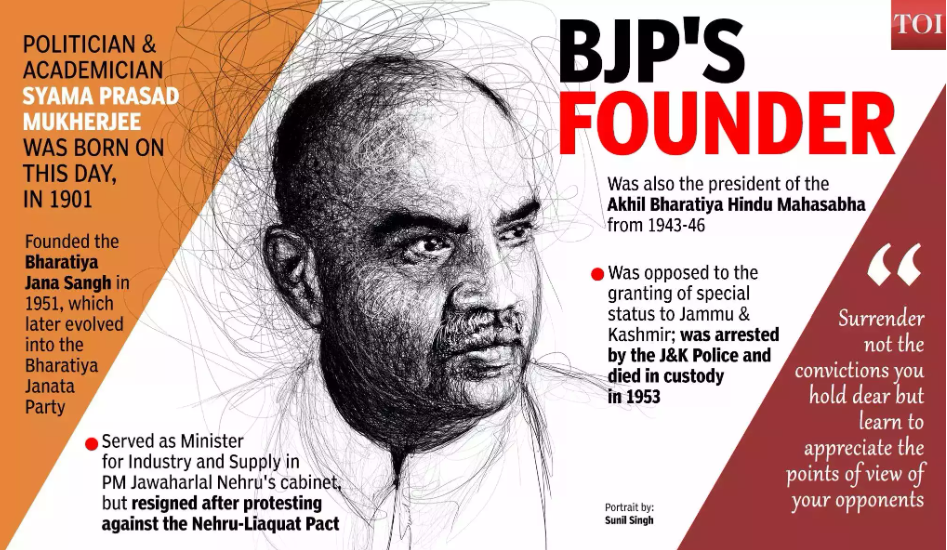 TOI
POLITICIAN &
ACADEMICIAN
SYAMA PRASAD
MUKHERJEE
WAS BORN ON
THIS DAY,
IN 1901
Founded the
Bharatiya
Jana Sangh in
1951, which
later evolved
into the
Bharatiya
Janata
Party
Served as Minister
for Industry and Supply in
PM Jawaharlal Nehru's cabinet,
but resigned after protesting
against the Nehru-Liaquat Pact
BJP'S
FOUNDER
Was also the president of the
Akhil Bharatiya Hindu Mahasabha
from 1943-46
Was opposed to the
granting of special
status to Jammu &
Kashmir; was arrested
by the J&K Police and
died in custody
in 1953
“
Surrender
not the
convictions you
hold dear but
learn to
appreciate the
points of view of
your opponents
Portrait by:
Sunil Singh